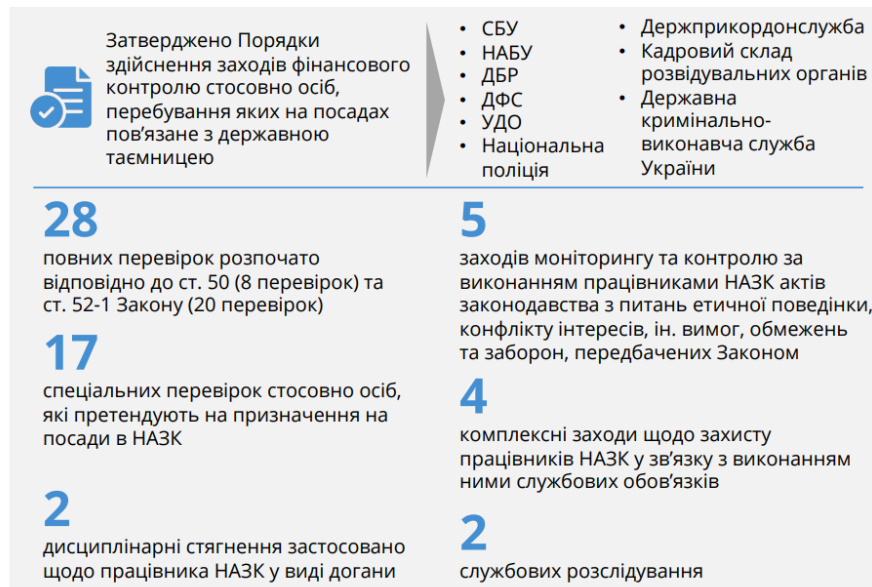 Затверджено Порядки
здійснення заходів фінансового
контролю стосовно осіб,
перебування яких на посадах
пов’язане з державною
таємницею
• СБУ
• НАБУ
• ДБР
• ДФС
• УДО
• Національна
поліція
• Держприкордонслужба
• Кадровий склад
розвідувальних органів
• Державна
кримінально-
виконавча служба
України
28
повних перевірок розпочато
відповідно до ст. 50 (8 перевірок) та
ст. 52-1 Закону (20 перевірок)
17
спеціальних перевірок стосовно осіб,
які претендують на призначення на
посади в НАЗК
2
дисциплінарні стягнення застосовано
щодо працівника НАЗК у виді догани
5
заходів моніторингу та контролю за
виконанням працівниками НАЗК актів
законодавства з питань етичної поведінки,
конфлікту інтересів, ін. вимог, обмежень
та заборон, передбачених Законом
4
комплексні заходи щодо захисту
працівників НАЗК у зв’язку з виконанням
ними службових обов’язків
2
службових розслідування